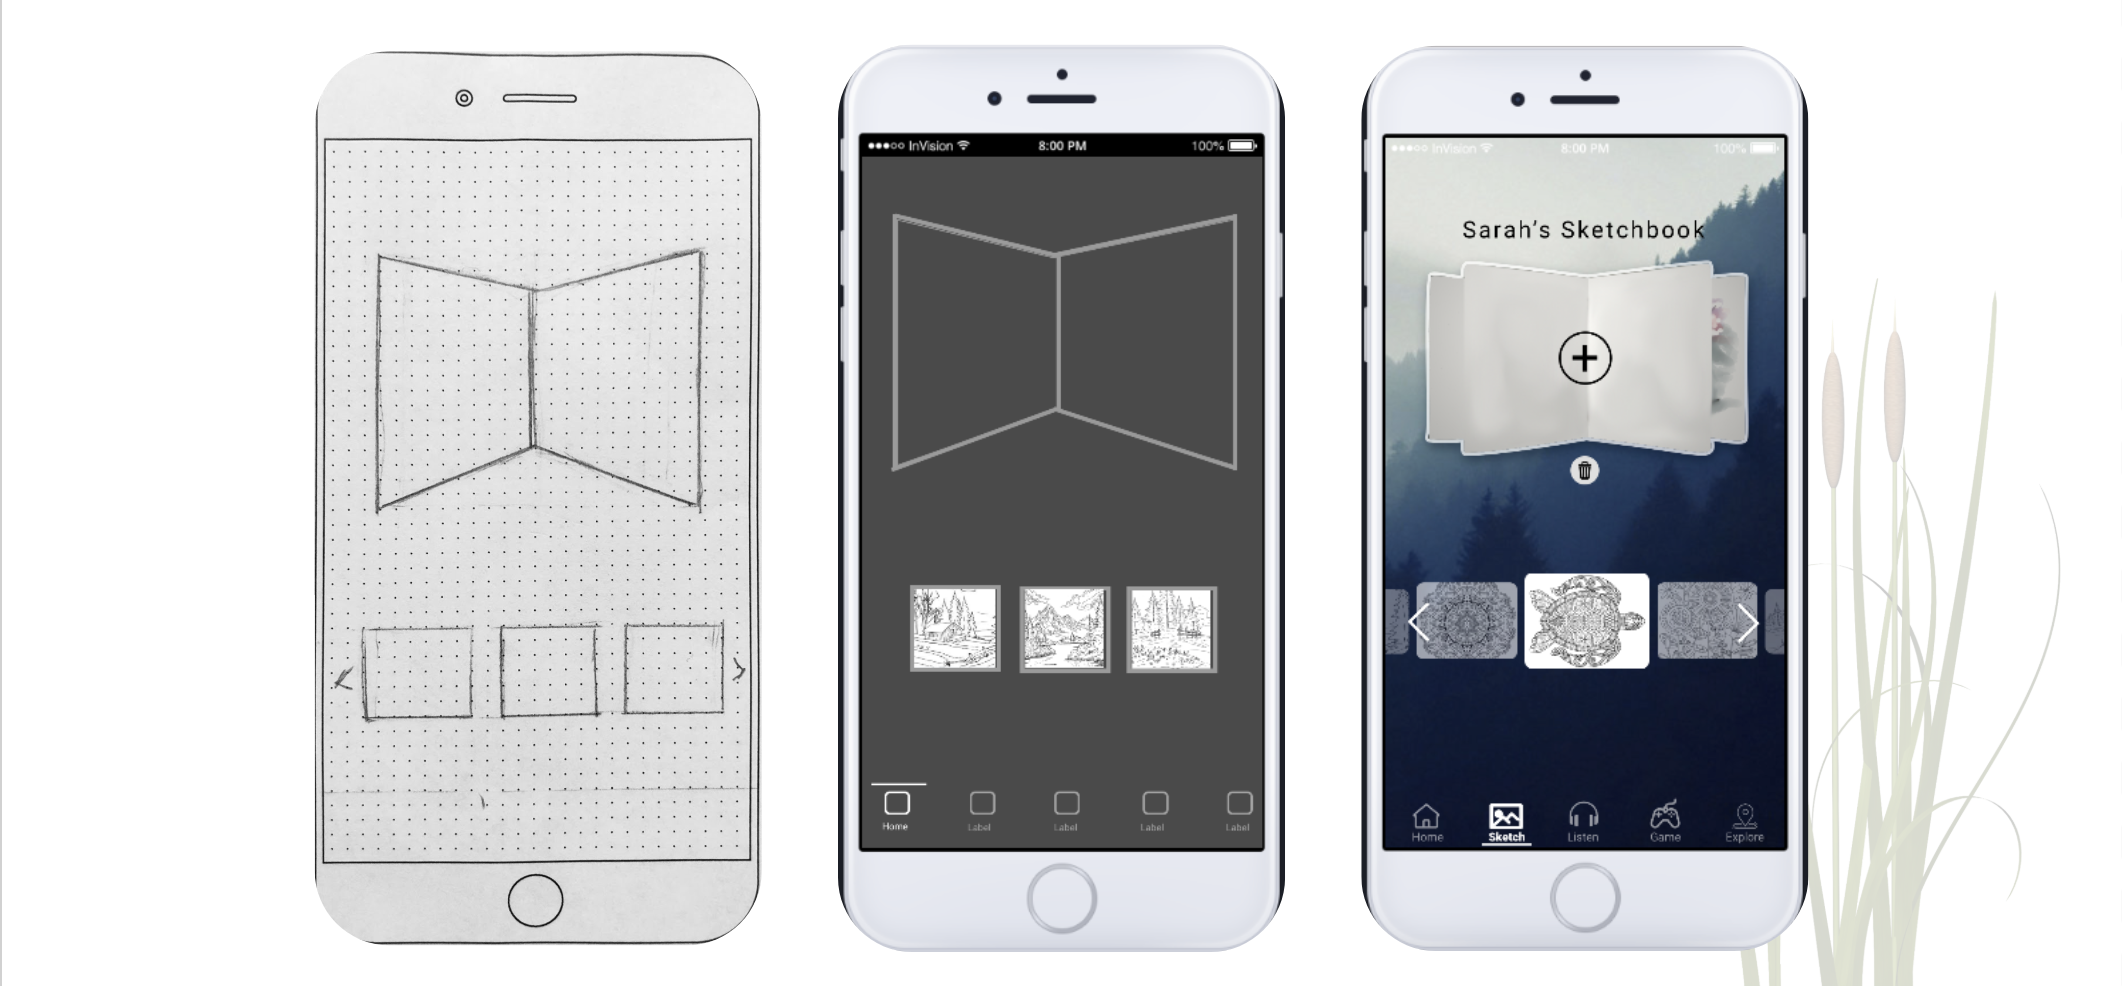 InVision 8:00 PM 100%
Home Label Label Label Label
InVision 8:00 PM 100%
Sarah's Sketchbook
Home Sketch Listen Game Explore